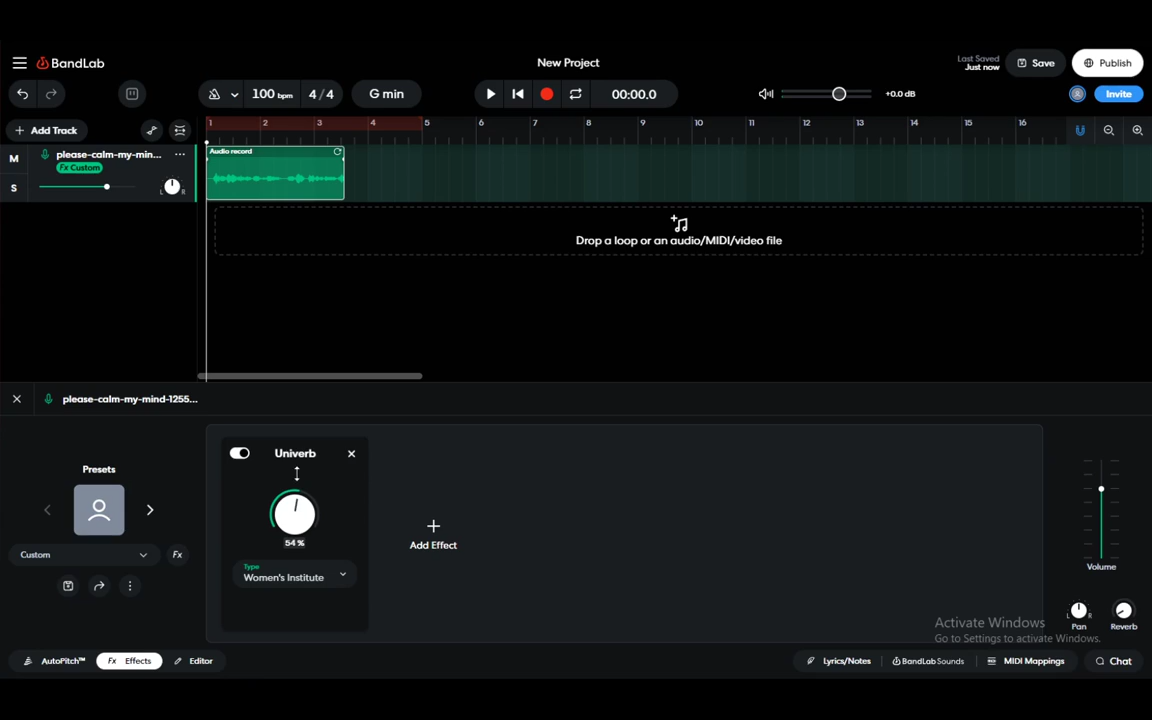 BandLab
New Project
Last Saved
Just now
Save
Publish
100 bpm
4 / 4
G min
00:00.0
+0.0 dB
Invite
Add Track
1 2 3 4 5 6 7 8 9 10 11 12 13 14 15 16
M
please-calm-my-min...
Fx Custom
S
L R
Audio record
Drop a loop or an audio/MIDI/video file
please-calm-my-mind-1255...
Presets
Custom
Fx
Univerb
54 %
Type
Women's Institute
Add Effect
Volume
L R
Pan
Reverb
Activate Windows
Go to Settings to activate Windows.
AutoPitch™
Fx Effects
Editor
Lyrics/Notes
BandLab Sounds
MIDI Mappings
Chat